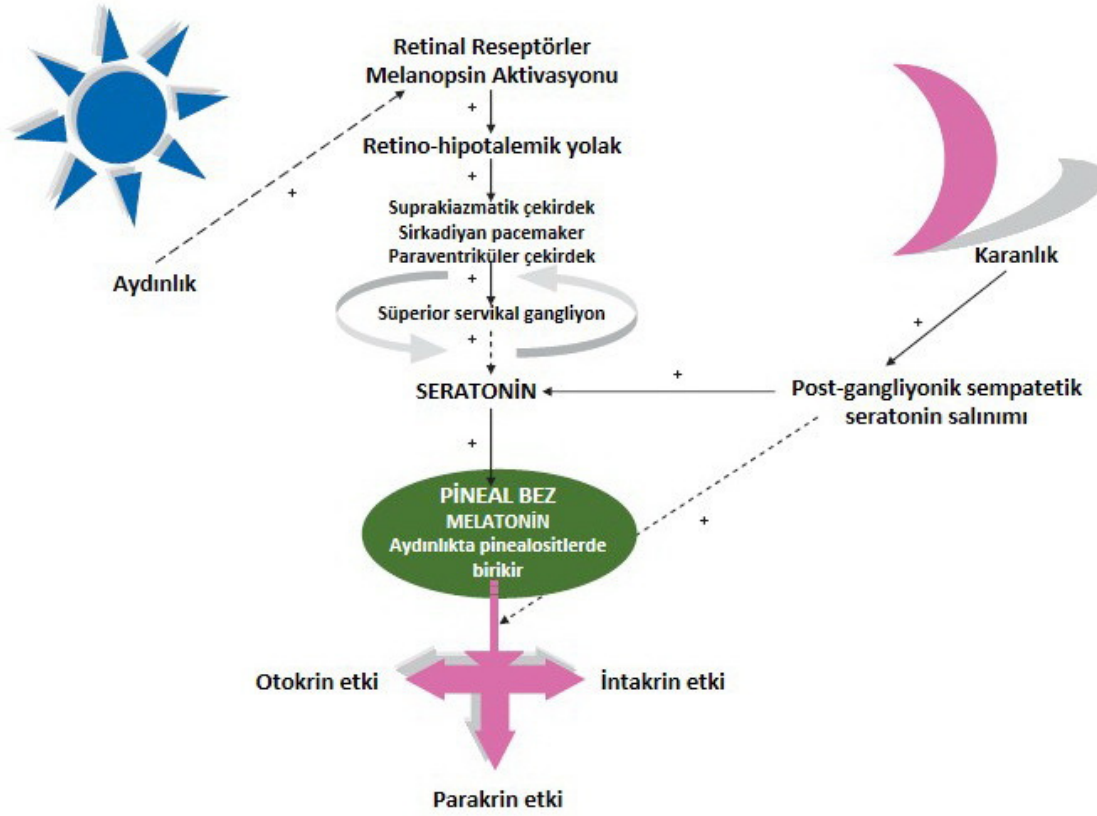 Retinal Reseptörler
Melanopsin Aktivasyonu
+
Retino-hipotalemik yolak
+
+
Suprakiazmatik çekirdek
Sirkadiyan pacemaker
Paraventriküler çekirdek
Aydınlık
Karanlık
+
Süperior servikal gangliyon
+
+
SERATONİN
+
Post-gangliyonik sempatetik
seratonin salınımı
+
PİNEAL BEZ
MELATONİN
Aydınlıkta pinealositlerde
birikir
+
Otokrin etki
İntakrin etki
Parakrin etki